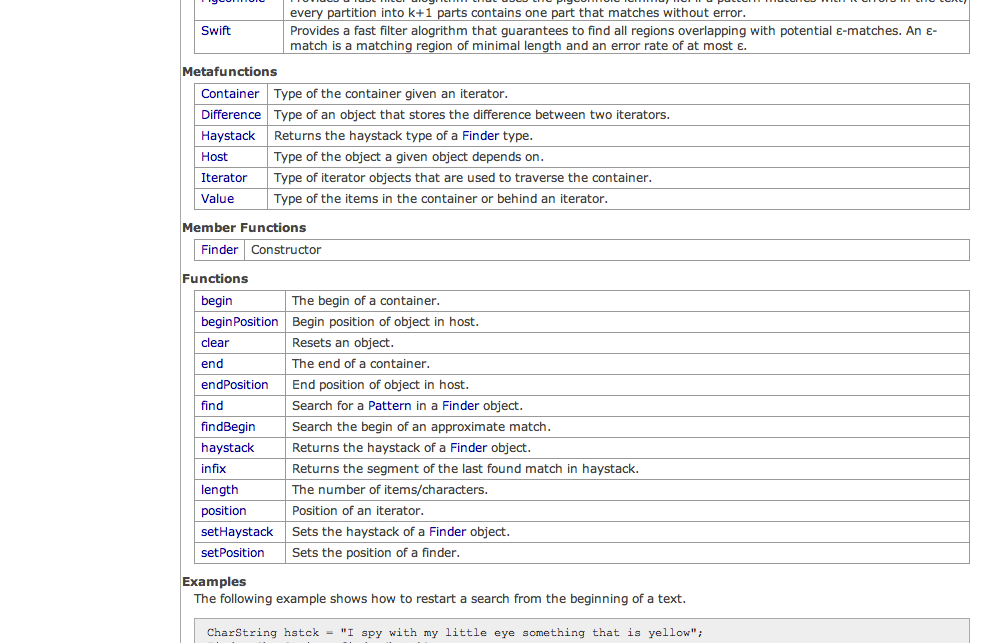 every partition into k+1 parts contains one part that matches without error.
Swift Provides a fast filter alogrithm that guarantees to find all regions overlapping with potential ε-matches. An ε-
match is a matching region of minimal length and an error rate of at most ε.
Metafunctions
Container Type of the container given an iterator.
Difference Type of an object that stores the difference between two iterators.
Haystack Returns the haystack type of a Finder type.
Host Type of the object a given object depends on.
Iterator Type of iterator objects that are used to traverse the container.
Value Type of the items in the container or behind an iterator.
Member Functions
Finder Constructor
Functions
begin The begin of a container.
beginPosition Begin position of object in host.
clear Resets an object.
end The end of a container.
endPosition End position of object in host.
find Search for a Pattern in a Finder object.
findBegin Search the begin of an approximate match.
haystack Returns the haystack of a Finder object.
infix Returns the segment of the last found match in haystack.
length The number of items/characters.
position Position of an iterator.
setHaystack Sets the haystack of a Finder object.
setPosition Sets the position of a finder.
Examples
The following example shows how to restart a search from the beginning of a text.
CharString hstck = "I spy with my little eye something that is yellow";